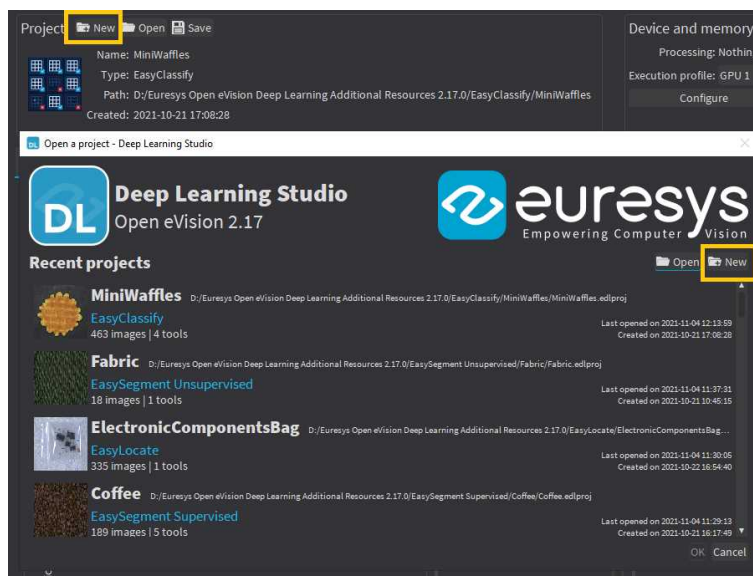 Project New Open Save
Device and memory
Name: MiniWaffles
Processing: Nothin
Type: EasyClassify
Execution profile: GPU 1
Path: D:/Euresys Open eVision Deep Learning Additional Resources 2.17.0/EasyClassify/MiniWaffles
Configure
Created: 2021-10-21 17:08:28
DL Open a project - Deep Learning Studio
DL
Deep Learning Studio
Open eVision 2.17
euresys
Empowering Computer Vision
Recent projects
Open New
MiniWaffles D:/Euresys Open eVision Deep Learning Additional Resources 2.17.0/EasyClassify/MiniWaffles/MiniWaffles.edlproj
EasyClassify
Last opened on 2021-11-04 12:13:59
463 images | 4 tools
Created on 2021-10-21 17:08:28
Fabric D:/Euresys Open eVision Deep Learning Additional Resources 2.17.0/EasySegment Unsupervised/Fabric/Fabric.edlproj
EasySegment Unsupervised
Last opened on 2021-11-04 11:37:31
18 images | 1 tools
Created on 2021-10-21 10:45:15
ElectronicComponentsBag D:/Euresys Open eVision Deep Learning Additional Resources 2.17.0/EasyLocate/ElectronicComponentsBag...
EasyLocate
Last opened on 2021-11-04 11:30:05
335 images | 1 tools
Created on 2021-10-22 16:54:40
Coffee D:/Euresys Open eVision Deep Learning Additional Resources 2.17.0/EasySegment Supervised/Coffee/Coffee.edlproj
EasySegment Supervised
Last opened on 2021-11-04 11:29:13
189 images | 5 tools
Created on 2021-10-21 16:17:49
OK Cancel